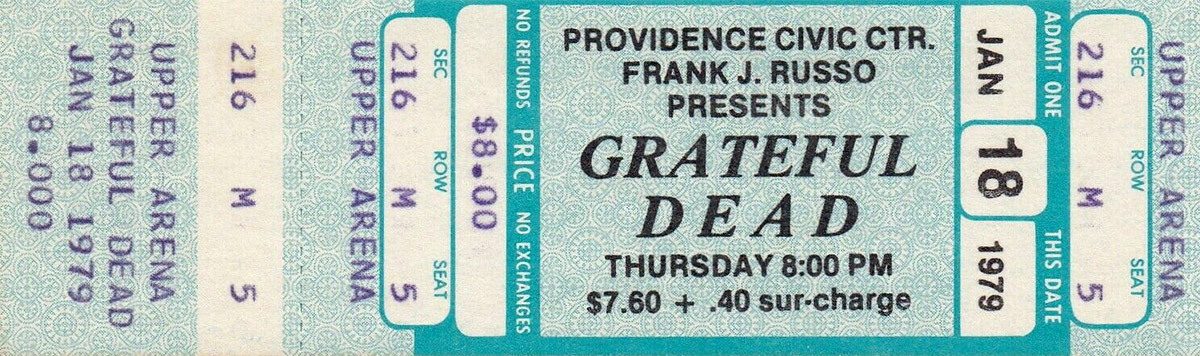 UPPER ARENA
GRATEFUL DEAD
JAN 18 1979
8.000
216 M 5
UPPER ARENA
SEC ROW SEAT
216 M 5
NO REFUNDS PRICE NO EXCHANGES
$8.00
PROVIDENCE CIVIC CTR.
FRANK J. RUSSO
PRESENTS
GRATEFUL
DEAD
THURSDAY 8:00 PM
$7.60 + .40 sur-charge
ADMIT ONE THIS DATE
JAN 18 1979
SEC ROW SEAT
216 M 5
UPPER ARENA